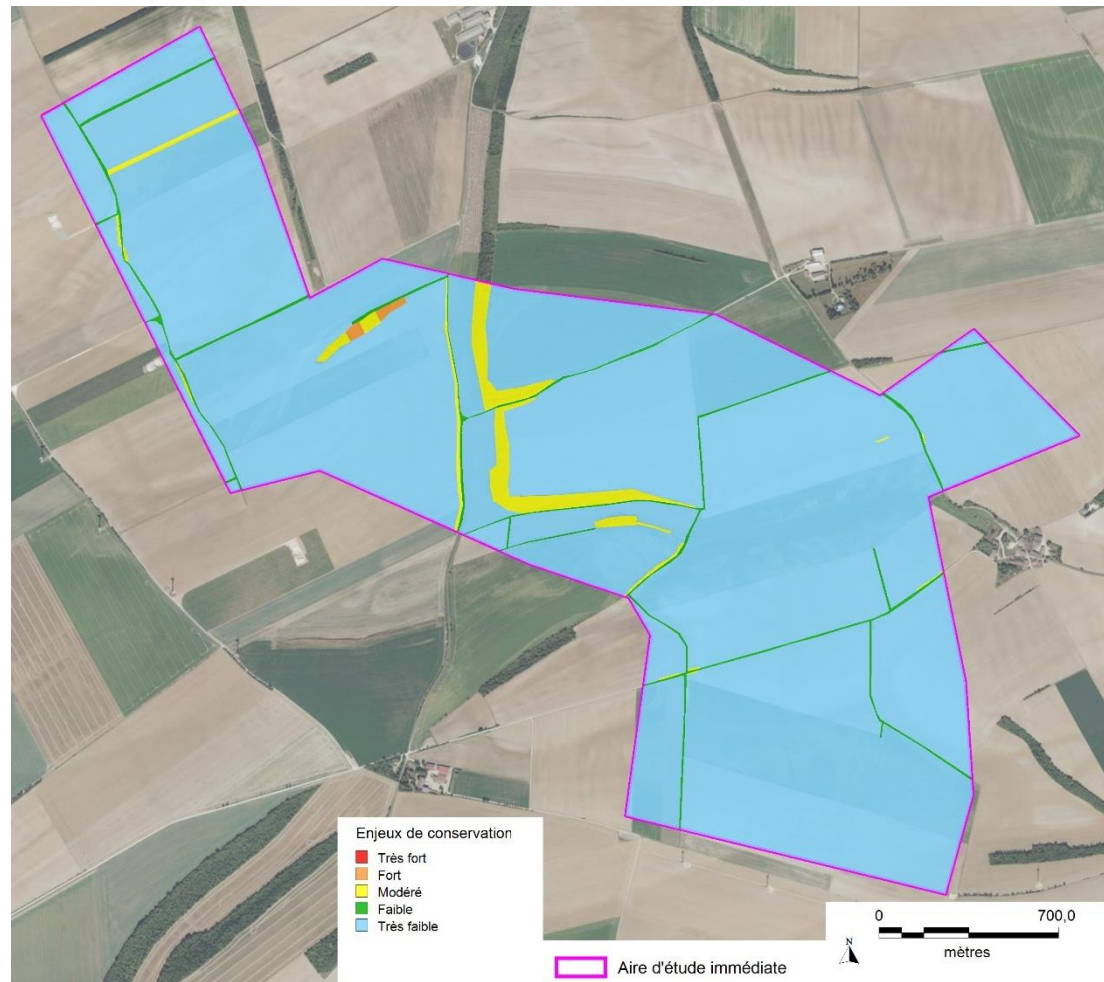 Enjeux de conservation
Très fort
Fort
Modéré
Faible
Très faible
0 700,0
mètres
N
Aire d'étude immédiate